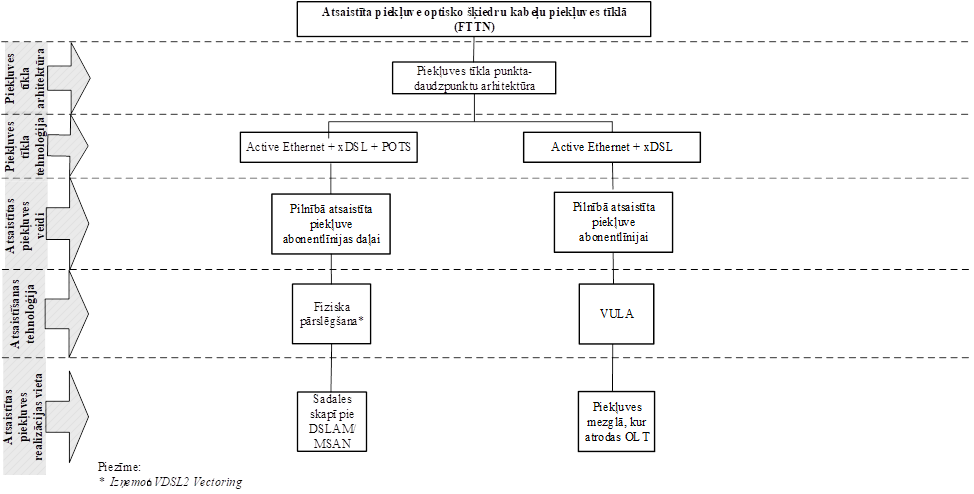 Atsaistīta piekļuve optisko šķiedru kabeļu piekļuves tīklā
(FTTN)
Piekļuves
tīkla
arhitektūra
Piekļuves tīkla punkta-
daudzpunktu arhitektūra
Piekļuves
tīkla
tehnoloģija
Active Ethernet + xDSL + POTS
Active Ethernet + xDSL
Atsaistītas
piekļuves
veidi
Pilnībā atsaistīta
piekļuve
abonentlīnijas daļai
Pilnībā atsaistīta
piekļuve
abonentlīnijai
Atsaistīšanas
tehnoloģija
Fiziska
pārslēgšana*
VULA
Atsaistītas
piekļuves
realizācijas vieta
Sadales
skapī pie
DSLAM/
MSAN
Piekļuves
mezglā, kur
atrodas OLT
Piezīme:
* Izņemot VDSL2 Vectoring